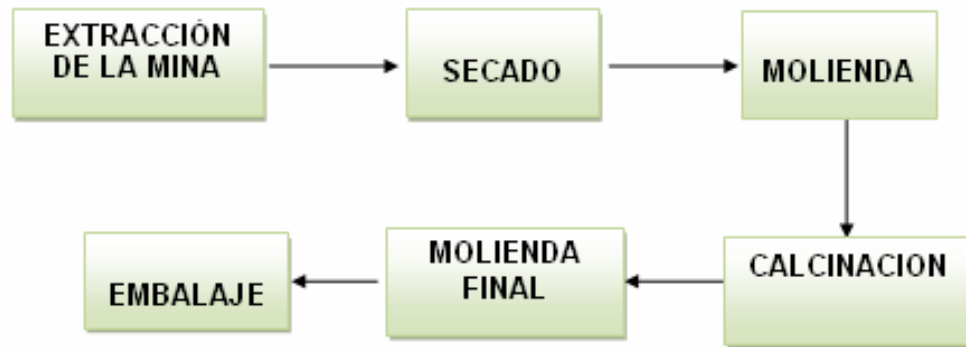 EXTRACCIÓN
DE LA MINA
SECADO
MOLIENDA
CALCINACION
MOLIENDA
FINAL
EMBALAJE